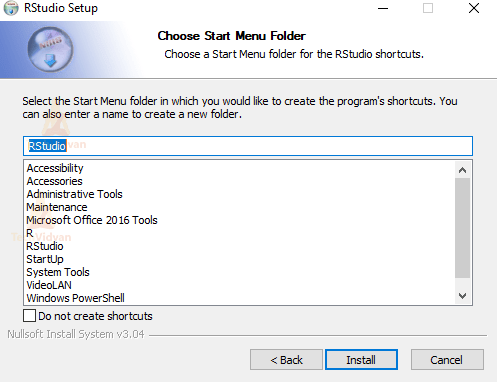 RStudio Setup
Choose Start Menu Folder
Choose a Start Menu folder for the RStudio shortcuts.
Select the Start Menu folder in which you would like to create the program's shortcuts. You
can also enter a name to create a new folder.
RStudio
Accessibility
Accessories
Administrative Tools
Maintenance
Microsoft Office 2016 Tools
R
RStudio
StartUp
System Tools
VideoLAN
Windows PowerShell
Do not create shortcuts
Nullsoft Install System v3.04
< Back
Install
Cancel